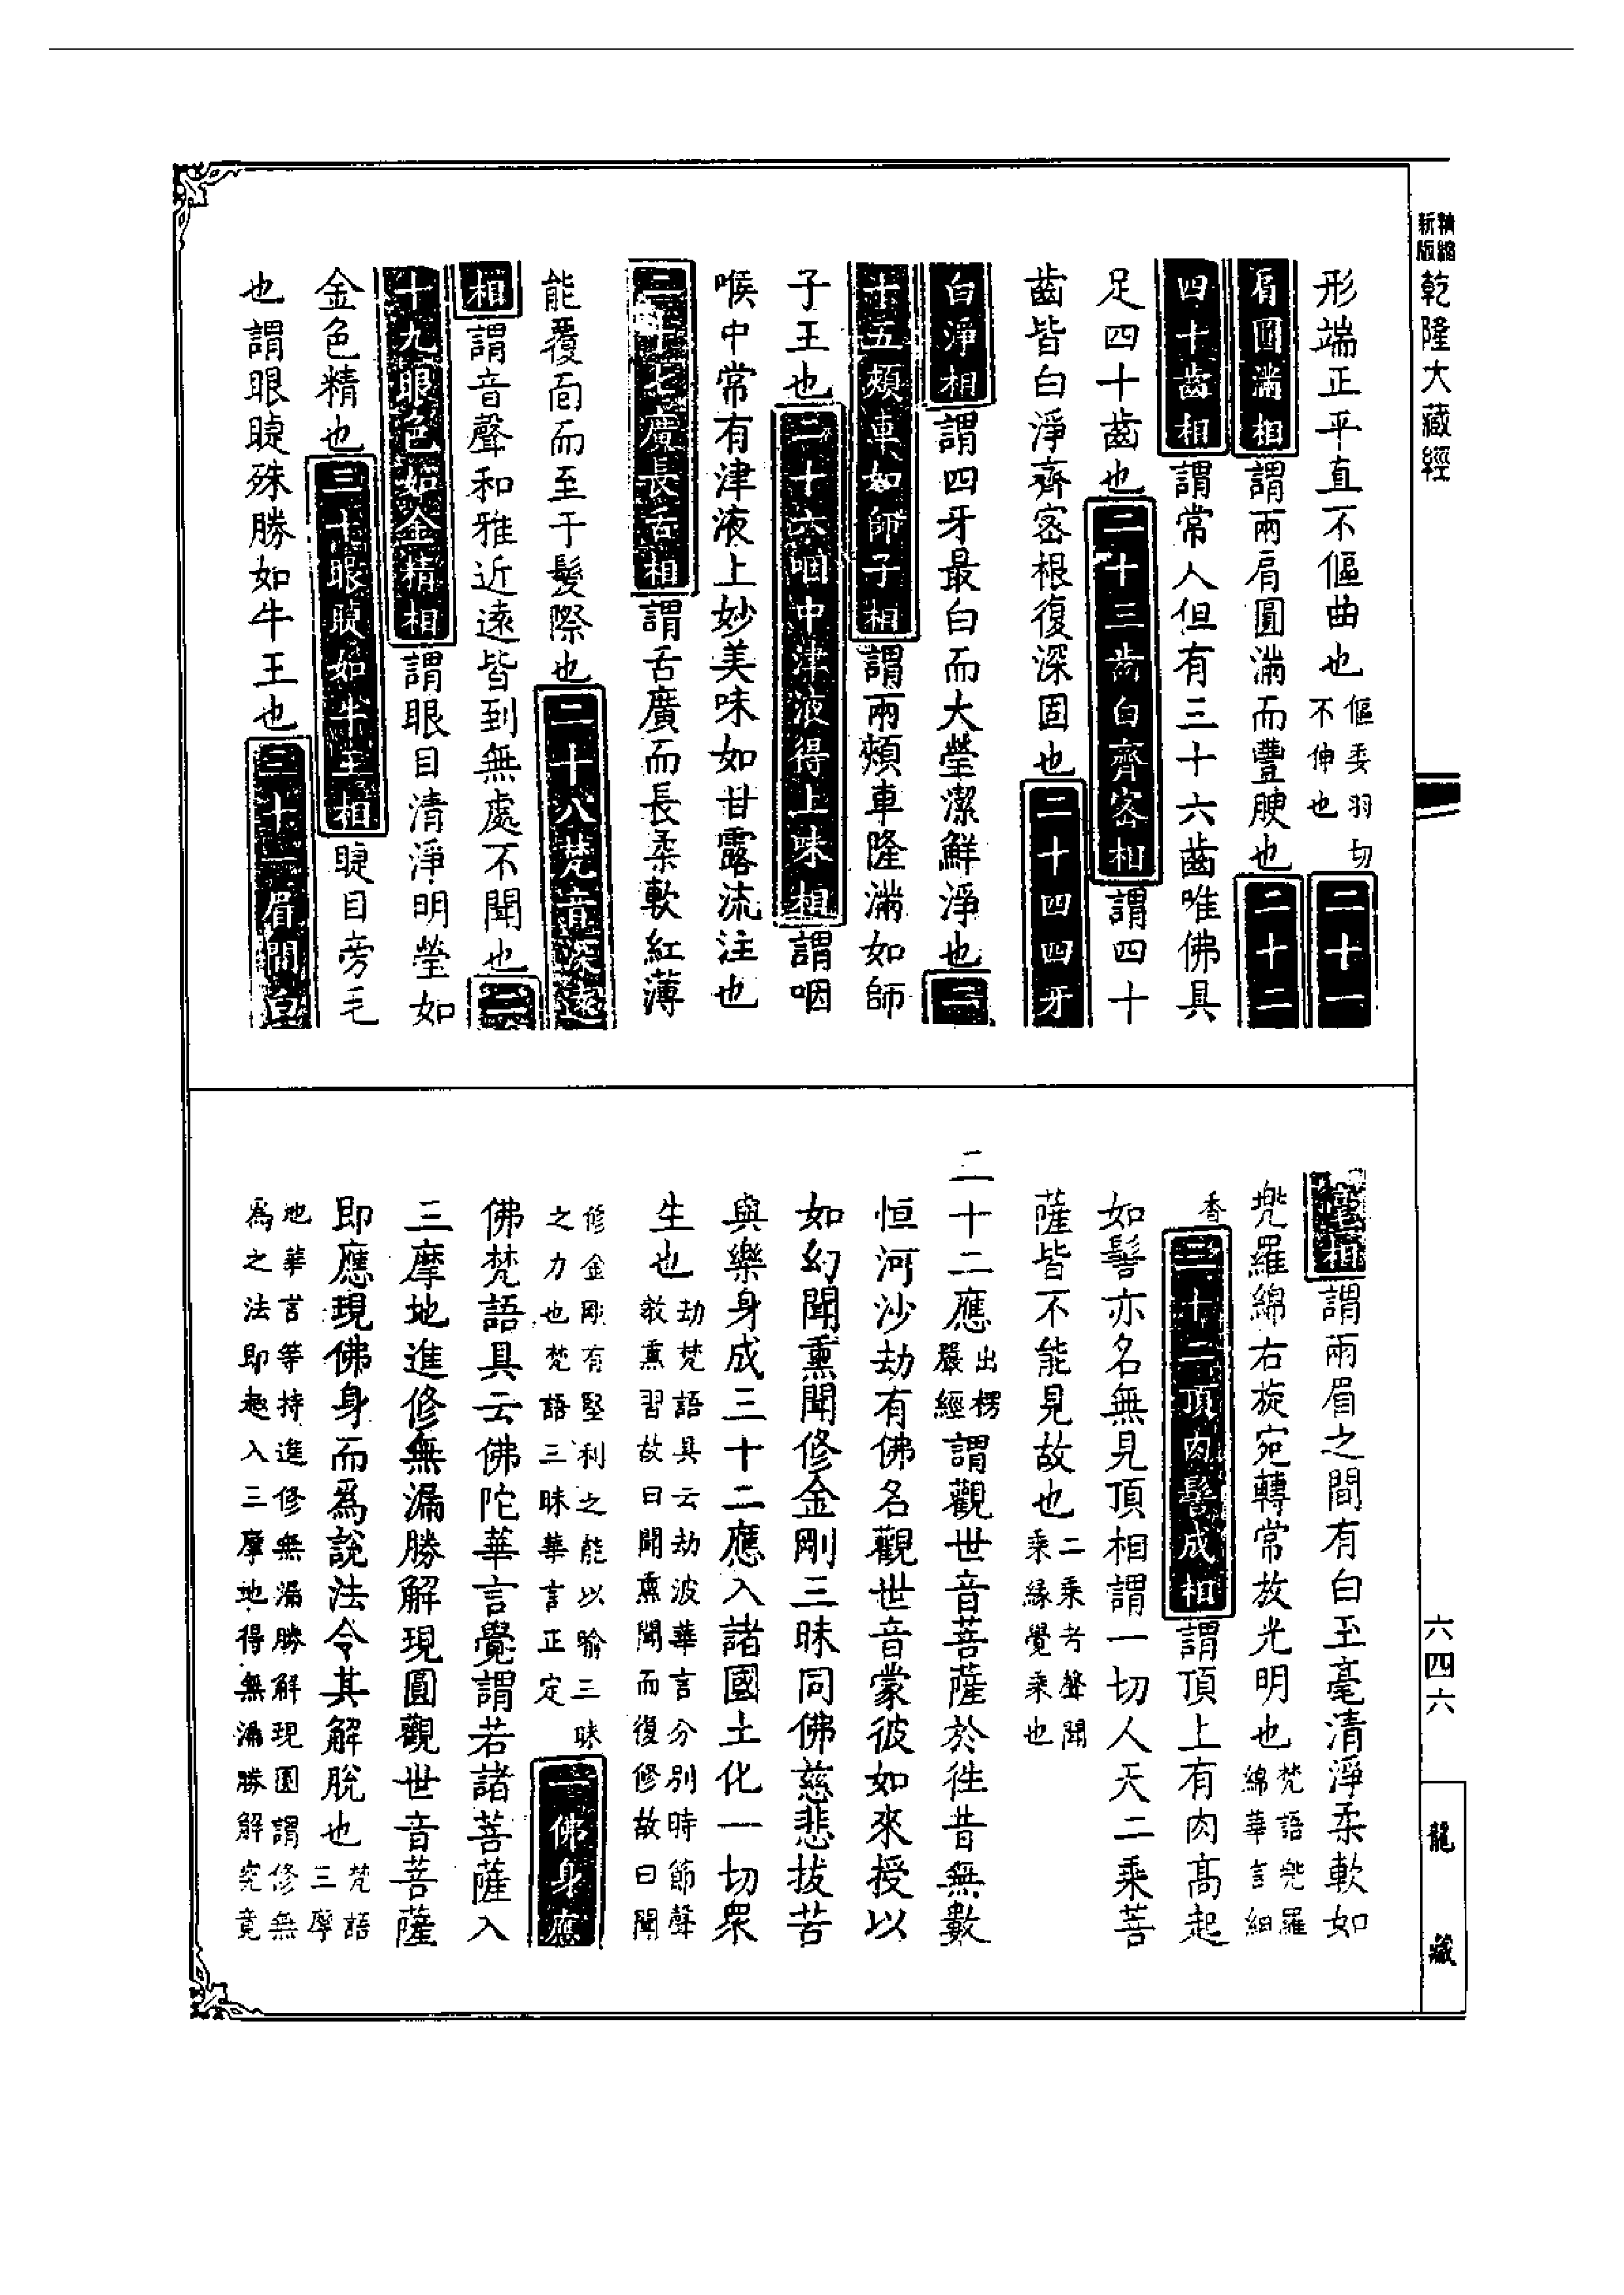 精縮
新版
乾隆大藏經
形端正平直不傴曲也傴委羽切不伸也二十一
肩圓滿相謂兩肩圓滿而豐腴也二十二
四十齒相謂常人但有三十六齒唯佛具
足四十齒也二十三齒白齊密相謂四十
齒皆白淨齊密根復深固也二十四四牙
白淨相謂四牙最白而大瑩潔鮮淨也二
十五頰車如師子相謂兩頰車隆滿如師
子王也二十六咽中津液得上味相謂咽
喉中常有津液上妙美味如甘露流注也
二十七廣長舌相謂舌廣而長柔軟紅薄
能覆面而至于髮際也二十八梵音深遠
相謂音聲和雅近遠皆到無處不聞也二
十九眼色如金精相謂眼目清淨明瑩如
金色精也三十眼睫如牛王相睫目旁毛
也謂眼睫殊勝如牛王也三十一眉間白
毫相謂兩眉之間有白玉毫清淨柔軟如
兜羅綿右旋宛轉常放光明也梵語兜羅綿華言細
香三十二頂肉髻成相謂頂上有肉高起
如髻亦名無見頂相謂一切人天二乘菩
薩皆不能見故也二乘者聲聞乘緣覺乘也
二十二應出楞嚴經謂觀世音菩薩於往昔無數
恒河沙劫有佛名觀世音蒙彼如來授以
如幻聞熏聞修金剛三昧同佛慈悲拔苦
與樂身成三十二應入諸國土化一切眾
生也劫梵語具云劫波華言分別時節聲教熏習故曰聞熏聞而復修故曰聞
修金剛有堅利之能以喻三昧之力也梵語三昧華言正定一佛身應
佛梵語具云佛陀華言覺謂若諸菩薩入
三摩地進修無漏勝解現圓觀世音菩薩
即應現佛身而為說法令其解脫也梵語三摩
地華言等持進修無漏勝解現圓謂修無為之法即趣入三摩地得無漏勝解究竟
六四六
龍藏